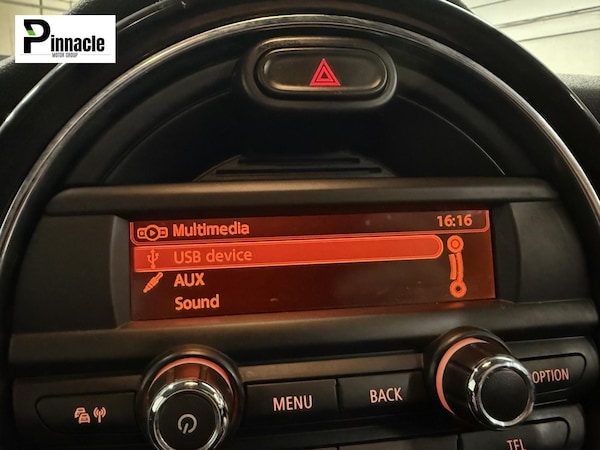 Pinnacle
MOTOR GROUP
Multimedia 16:16
USB device
AUX
Sound
MENU BACK OPTION
TEL